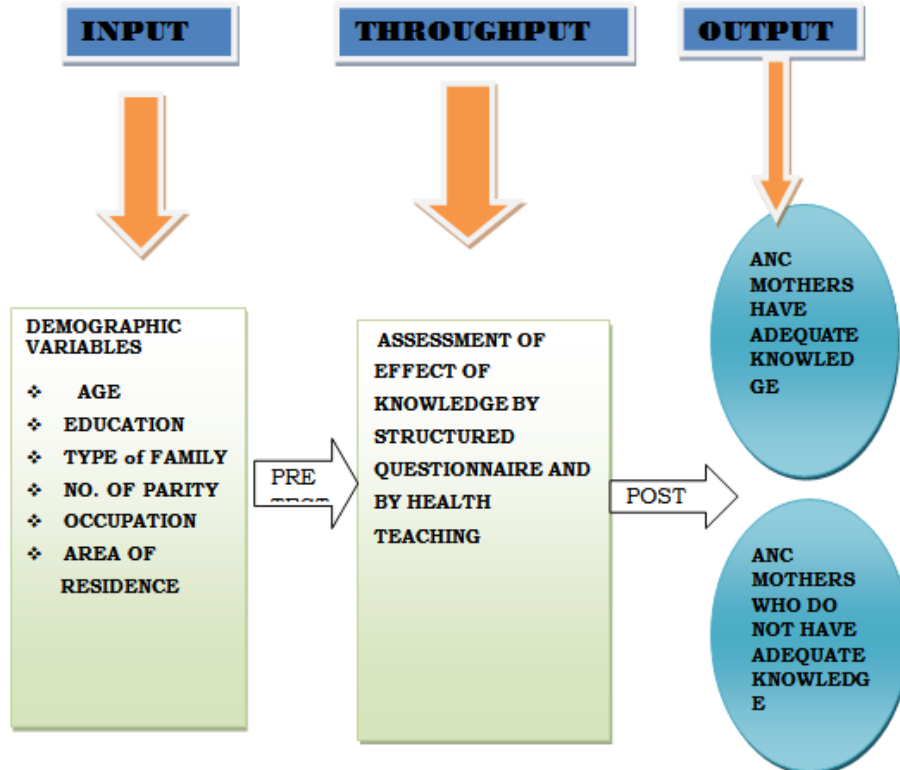 INPUT
THROUGHPUT
OUTPUT
DEMOGRAPHIC
VARIABLES
❖ AGE
❖ EDUCATION
❖ TYPE of FAMILY
❖ NO. OF PARITY
❖ OCCUPATION
❖ AREA OF
RESIDENCE
PRE
TEST
ASSESSMENT OF
EFFECT OF
KNOWLEDGE BY
STRUCTURED
QUESTIONNAIRE AND
BY HEALTH
TEACHING
POST
ANC
MOTHERS
HAVE
ADEQUATE
KNOWLED
GE
ANC
MOTHERS
WHO DO
NOT HAVE
ADEQUATE
KNOWLEDG
E